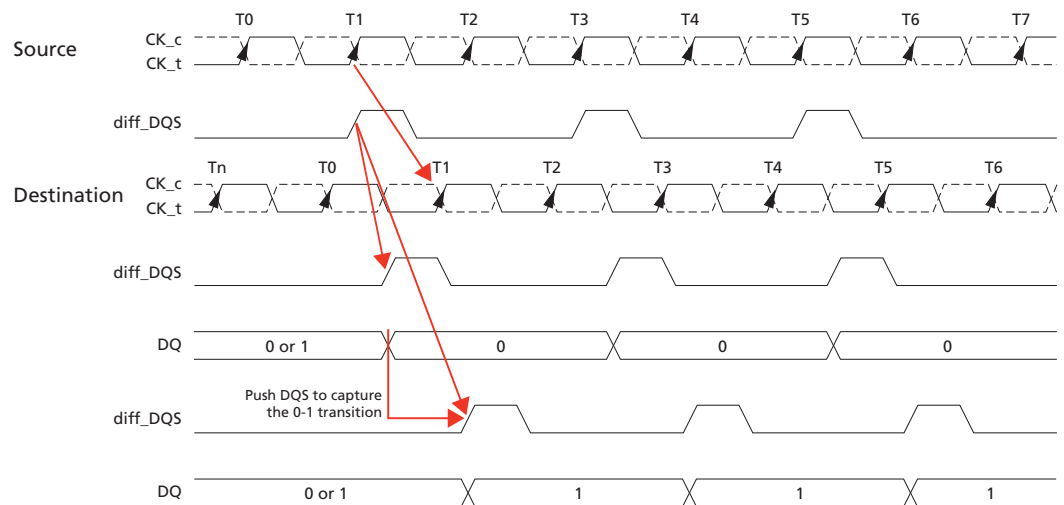 T0 T1 T2 T3 T4 T5 T6 T7
Source
CK_c
CK_t
diff_DQS
Tn T0 T1 T2 T3 T4 T5 T6
Destination
CK_c
CK_t
diff_DQS
DQ
0 or 1 0 0 0
Push DQS to capture
the 0-1 transition
diff_DQS
DQ
0 or 1 1 1 1